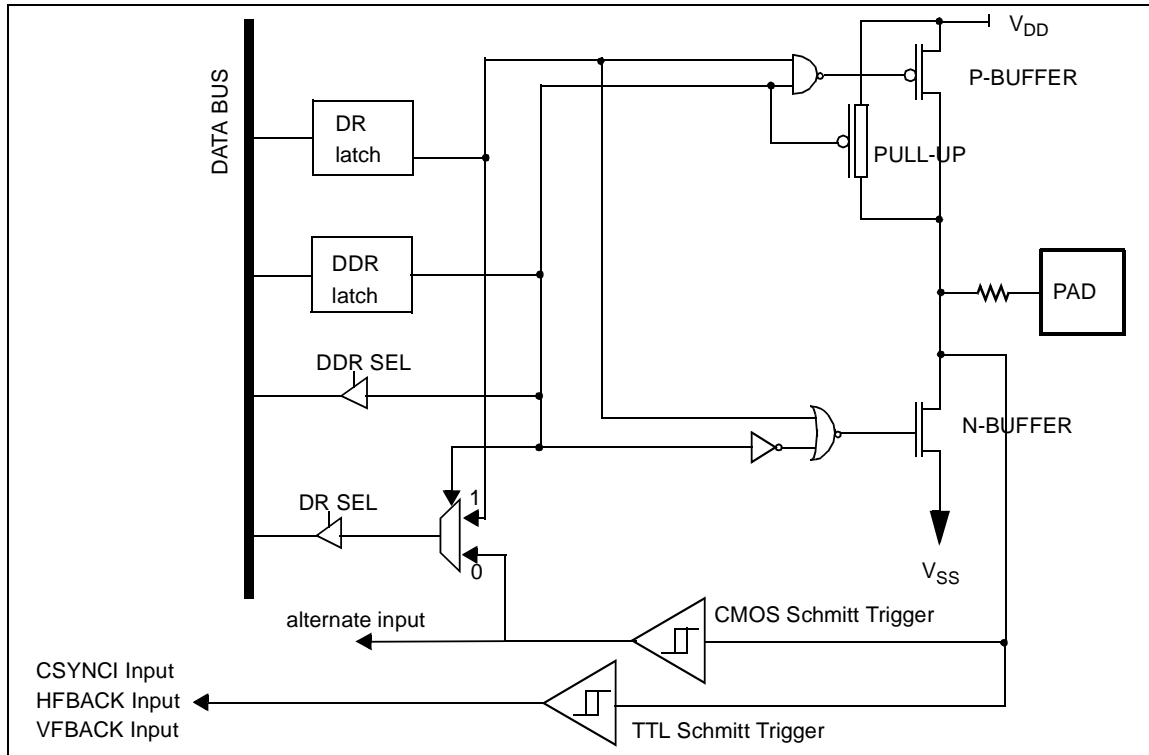 V_DD
P-BUFFER
DATA BUS
DR
latch
PULL-UP
DDR
latch
PAD
DDR SEL
N-BUFFER
DR SEL
1
0
V_SS
alternate input
CMOS Schmitt Trigger
CSYNCI Input
HFBACK Input
VFBACK Input
TTL Schmitt Trigger